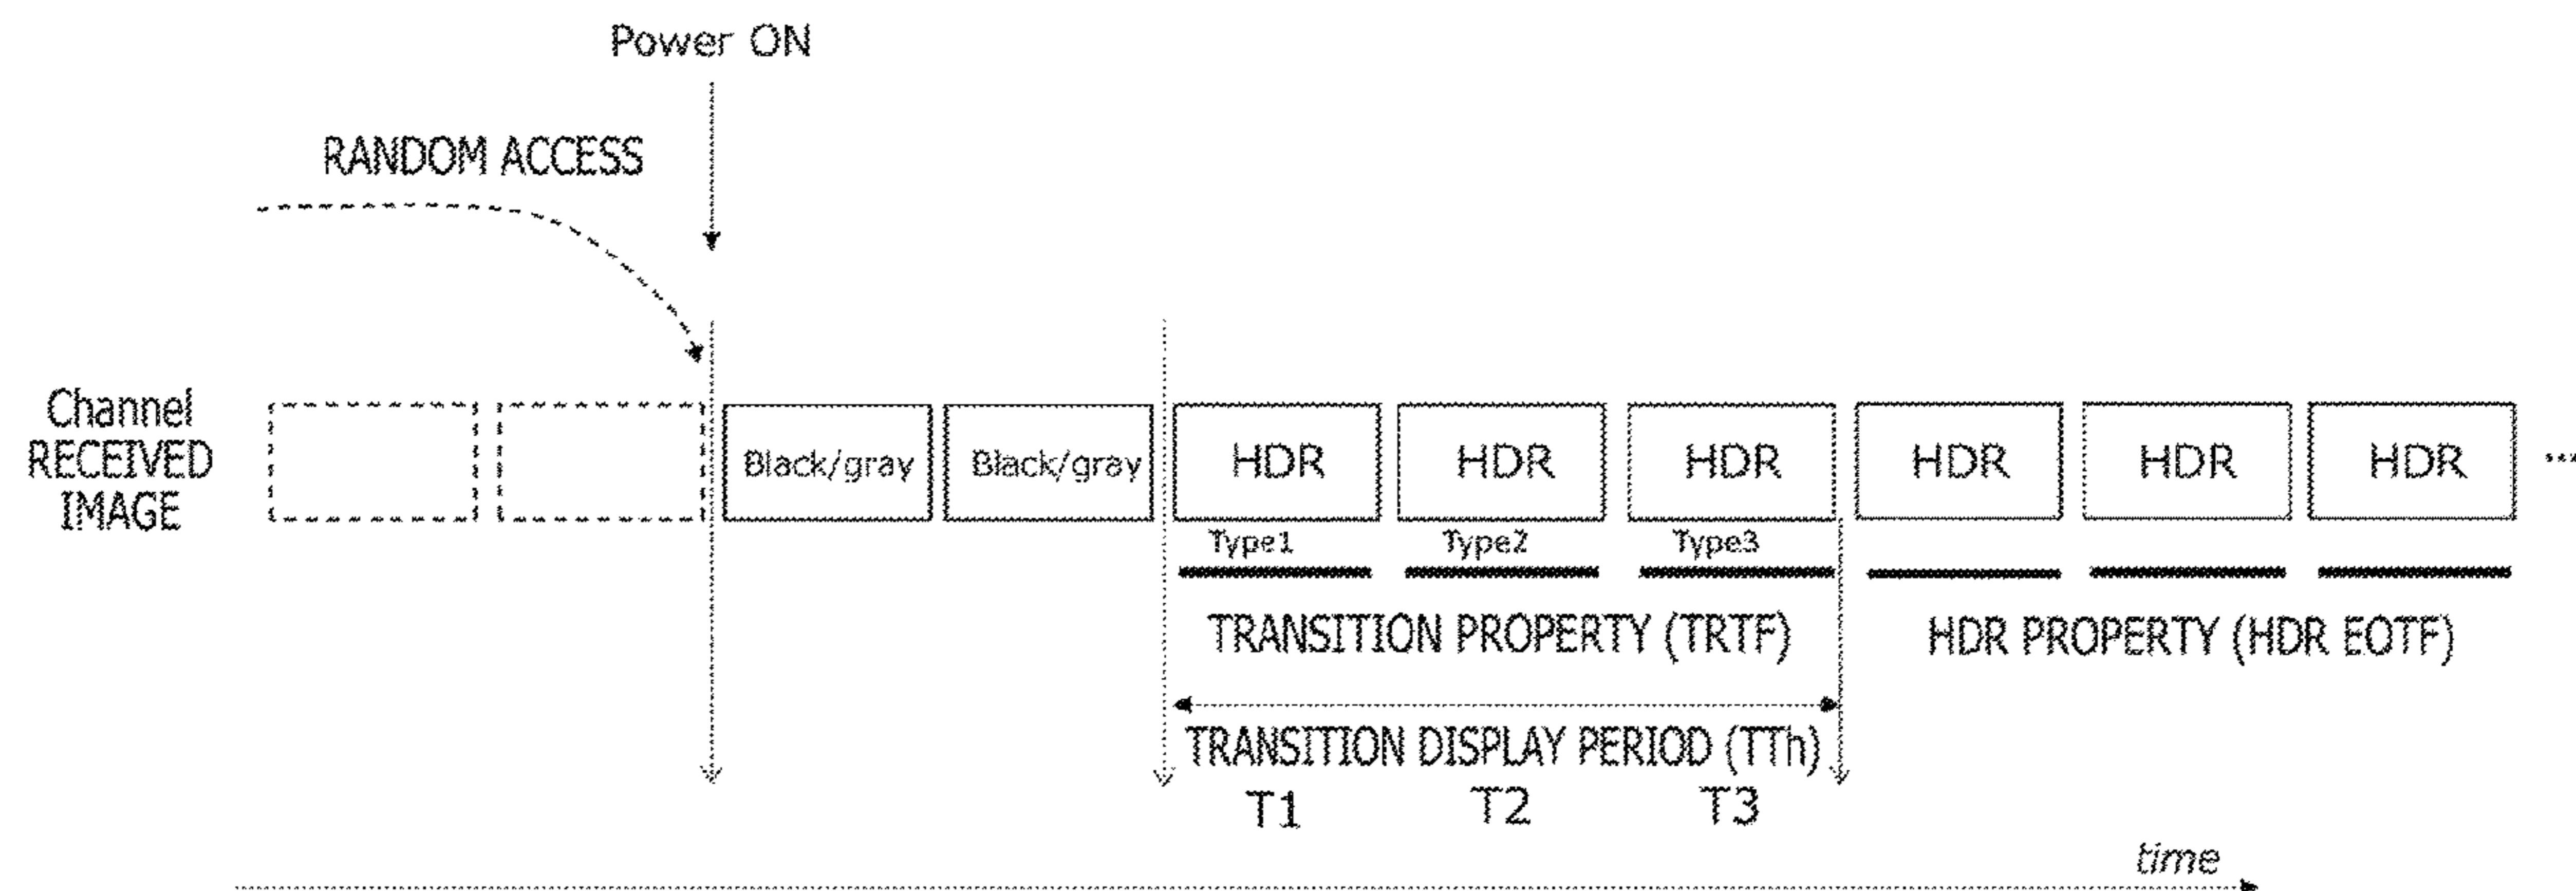 Power ON
RANDOM ACCESS
Channel
RECEIVED
IMAGE
Black/gray Black/gray HDR HDR HDR HDR HDR HDR ...
Type1 Type2 Type3
TRANSITION PROPERTY (TRTF) HDR PROPERTY (HDR EOTF)
TRANSITION DISPLAY PERIOD (TTh)
T1 T2 T3
time